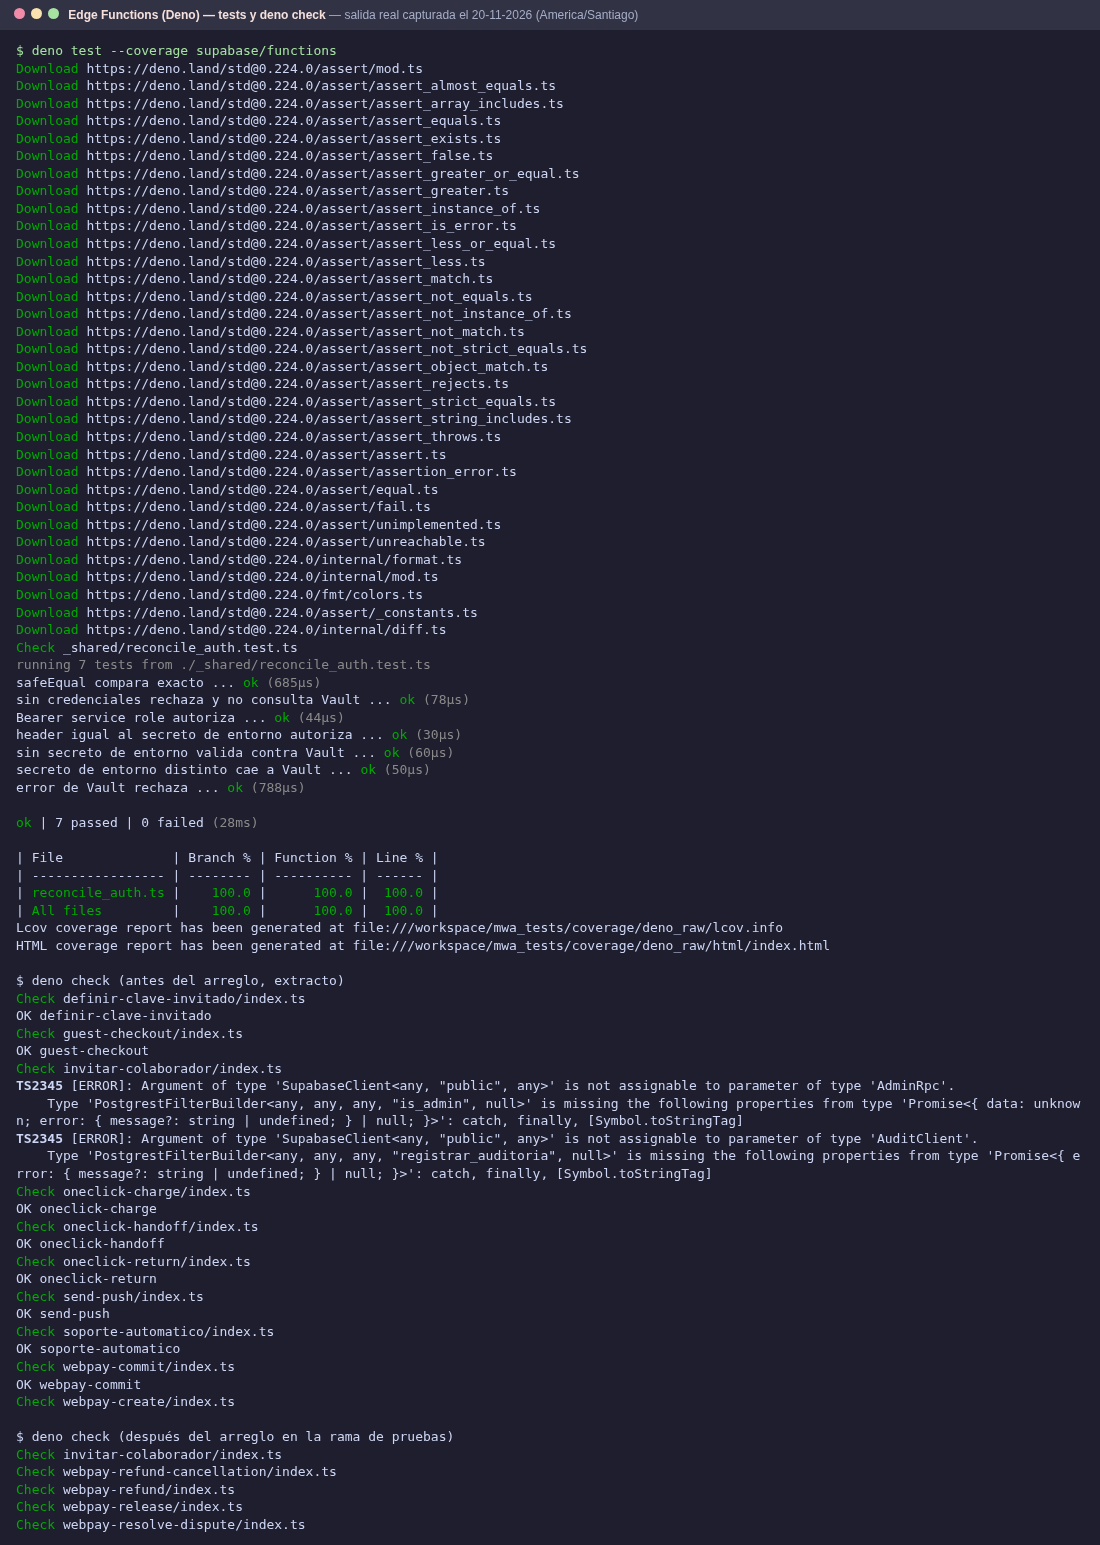 Edge Functions (Deno) — tests y deno check — salida real capturada el 20-11-2026 (America/Santiago)
$ deno test --coverage supabase/functions
Download https://deno.land/std@0.224.0/assert/mod.ts
Download https://deno.land/std@0.224.0/assert/assert_almost_equals.ts
Download https://deno.land/std@0.224.0/assert/assert_array_includes.ts
Download https://deno.land/std@0.224.0/assert/assert_equals.ts
Download https://deno.land/std@0.224.0/assert/assert_exists.ts
Download https://deno.land/std@0.224.0/assert/assert_false.ts
Download https://deno.land/std@0.224.0/assert/assert_greater_or_equal.ts
Download https://deno.land/std@0.224.0/assert/assert_greater.ts
Download https://deno.land/std@0.224.0/assert/assert_instance_of.ts
Download https://deno.land/std@0.224.0/assert/assert_is_error.ts
Download https://deno.land/std@0.224.0/assert/assert_less_or_equal.ts
Download https://deno.land/std@0.224.0/assert/assert_less.ts
Download https://deno.land/std@0.224.0/assert/assert_match.ts
Download https://deno.land/std@0.224.0/assert/assert_not_equals.ts
Download https://deno.land/std@0.224.0/assert/assert_not_instance_of.ts
Download https://deno.land/std@0.224.0/assert/assert_not_match.ts
Download https://deno.land/std@0.224.0/assert/assert_not_strict_equals.ts
Download https://deno.land/std@0.224.0/assert/assert_object_match.ts
Download https://deno.land/std@0.224.0/assert/assert_rejects.ts
Download https://deno.land/std@0.224.0/assert/assert_strict_equals.ts
Download https://deno.land/std@0.224.0/assert/assert_string_includes.ts
Download https://deno.land/std@0.224.0/assert/assert_throws.ts
Download https://deno.land/std@0.224.0/assert/assert.ts
Download https://deno.land/std@0.224.0/assert/assertion_error.ts
Download https://deno.land/std@0.224.0/assert/equal.ts
Download https://deno.land/std@0.224.0/assert/fail.ts
Download https://deno.land/std@0.224.0/assert/unimplemented.ts
Download https://deno.land/std@0.224.0/assert/unreachable.ts
Download https://deno.land/std@0.224.0/internal/format.ts
Download https://deno.land/std@0.224.0/internal/mod.ts
Download https://deno.land/std@0.224.0/fmt/colors.ts
Download https://deno.land/std@0.224.0/assert/_constants.ts
Download https://deno.land/std@0.224.0/internal/diff.ts
Check _shared/reconcile_auth.test.ts
running 7 tests from ./_shared/reconcile_auth.test.ts
safeEqual compara exacto ... ok (685µs)
sin credenciales rechaza y no consulta Vault ... ok (78µs)
Bearer service role autoriza ... ok (44µs)
header igual al secreto de entorno autoriza ... ok (30µs)
sin secreto de entorno valida contra Vault ... ok (60µs)
secreto de entorno distinto cae a Vault ... ok (50µs)
error de Vault rechaza ... ok (788µs)
ok | 7 passed | 0 failed (28ms)
| File              | Branch % | Function % | Line % |
| ----------------- | -------- | ---------- | ------ |
| reconcile_auth.ts |    100.0 |      100.0 |  100.0 |
| All files         |    100.0 |      100.0 |  100.0 |
Lcov coverage report has been generated at file:///workspace/mwa_tests/coverage/deno_raw/lcov.info
HTML coverage report has been generated at file:///workspace/mwa_tests/coverage/deno_raw/html/index.html
$ deno check (antes del arreglo, extracto)
Check definir-clave-invitado/index.ts
OK definir-clave-invitado
Check guest-checkout/index.ts
OK guest-checkout
Check invitar-colaborador/index.ts
TS2345 [ERROR]: Argument of type 'SupabaseClient<any, "public", any>' is not assignable to parameter of type 'AdminRpc'.
    Type 'PostgrestFilterBuilder<any, any, any, "is_admin", null>' is missing the following properties from type 'Promise<{ data: unknow
n; error: { message?: string | undefined; } | null; }>': catch, finally, [Symbol.toStringTag]
TS2345 [ERROR]: Argument of type 'SupabaseClient<any, "public", any>' is not assignable to parameter of type 'AuditClient'.
    Type 'PostgrestFilterBuilder<any, any, any, "registrar_auditoria", null>' is missing the following properties from type 'Promise<{ e
rror: { message?: string | undefined; } | null; }>': catch, finally, [Symbol.toStringTag]
Check oneclick-charge/index.ts
OK oneclick-charge
Check oneclick-handoff/index.ts
OK oneclick-handoff
Check oneclick-return/index.ts
OK oneclick-return
Check send-push/index.ts
OK send-push
Check soporte-automatico/index.ts
OK soporte-automatico
Check webpay-commit/index.ts
OK webpay-commit
Check webpay-create/index.ts
$ deno check (después del arreglo en la rama de pruebas)
Check invitar-colaborador/index.ts
Check webpay-refund-cancellation/index.ts
Check webpay-refund/index.ts
Check webpay-release/index.ts
Check webpay-resolve-dispute/index.ts